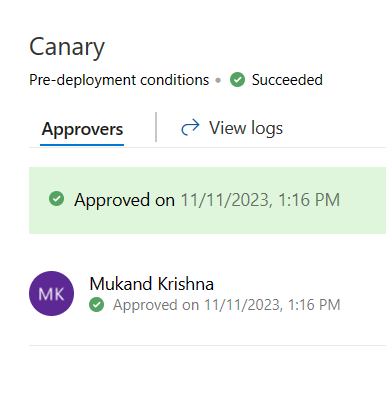 Canary
Pre-deployment conditions • Succeeded
Approvers View logs
Approved on 11/11/2023, 1:16 PM
MK Mukand Krishna
Approved on 11/11/2023, 1:16 PM